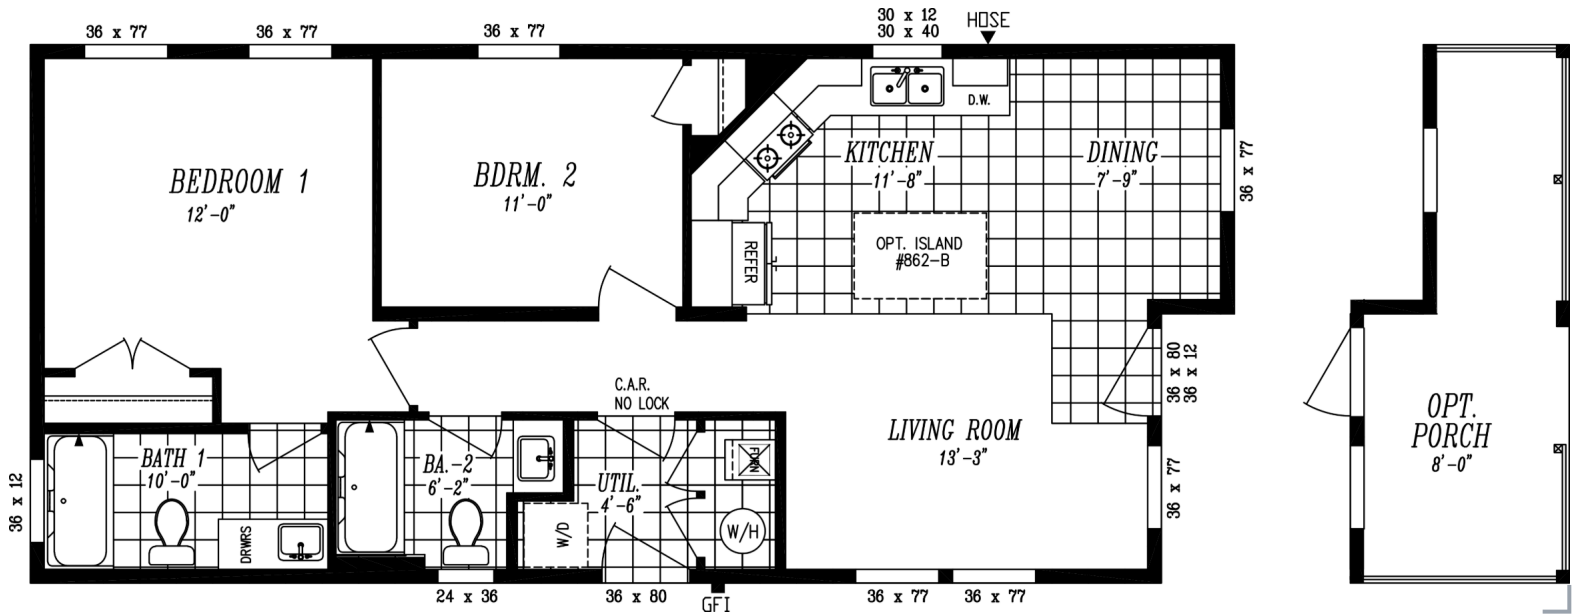 36 x 77
36 x 77
36 x 77
30 x 12
30 x 40
HOSE
D.W.
BEDROOM 1
12'-0"
BDRM. 2
11'-0"
KITCHEN
11'-8"
DINING
7'-9"
36 x 77
OPT. ISLAND
#862-B
REFER
C.A.R.
NO LOCK
36 x 80
36 x 12
LIVING ROOM
13'-3"
OPT.
PORCH
8'-0"
BATH 1
10'-0"
BA.-2
6'-2"
UTIL.
4'-6"
FURN
36 x 12
DRWRS
W/D
W/H
36 x 77
24 x 36
36 x 80
GFI
36 x 77
36 x 77